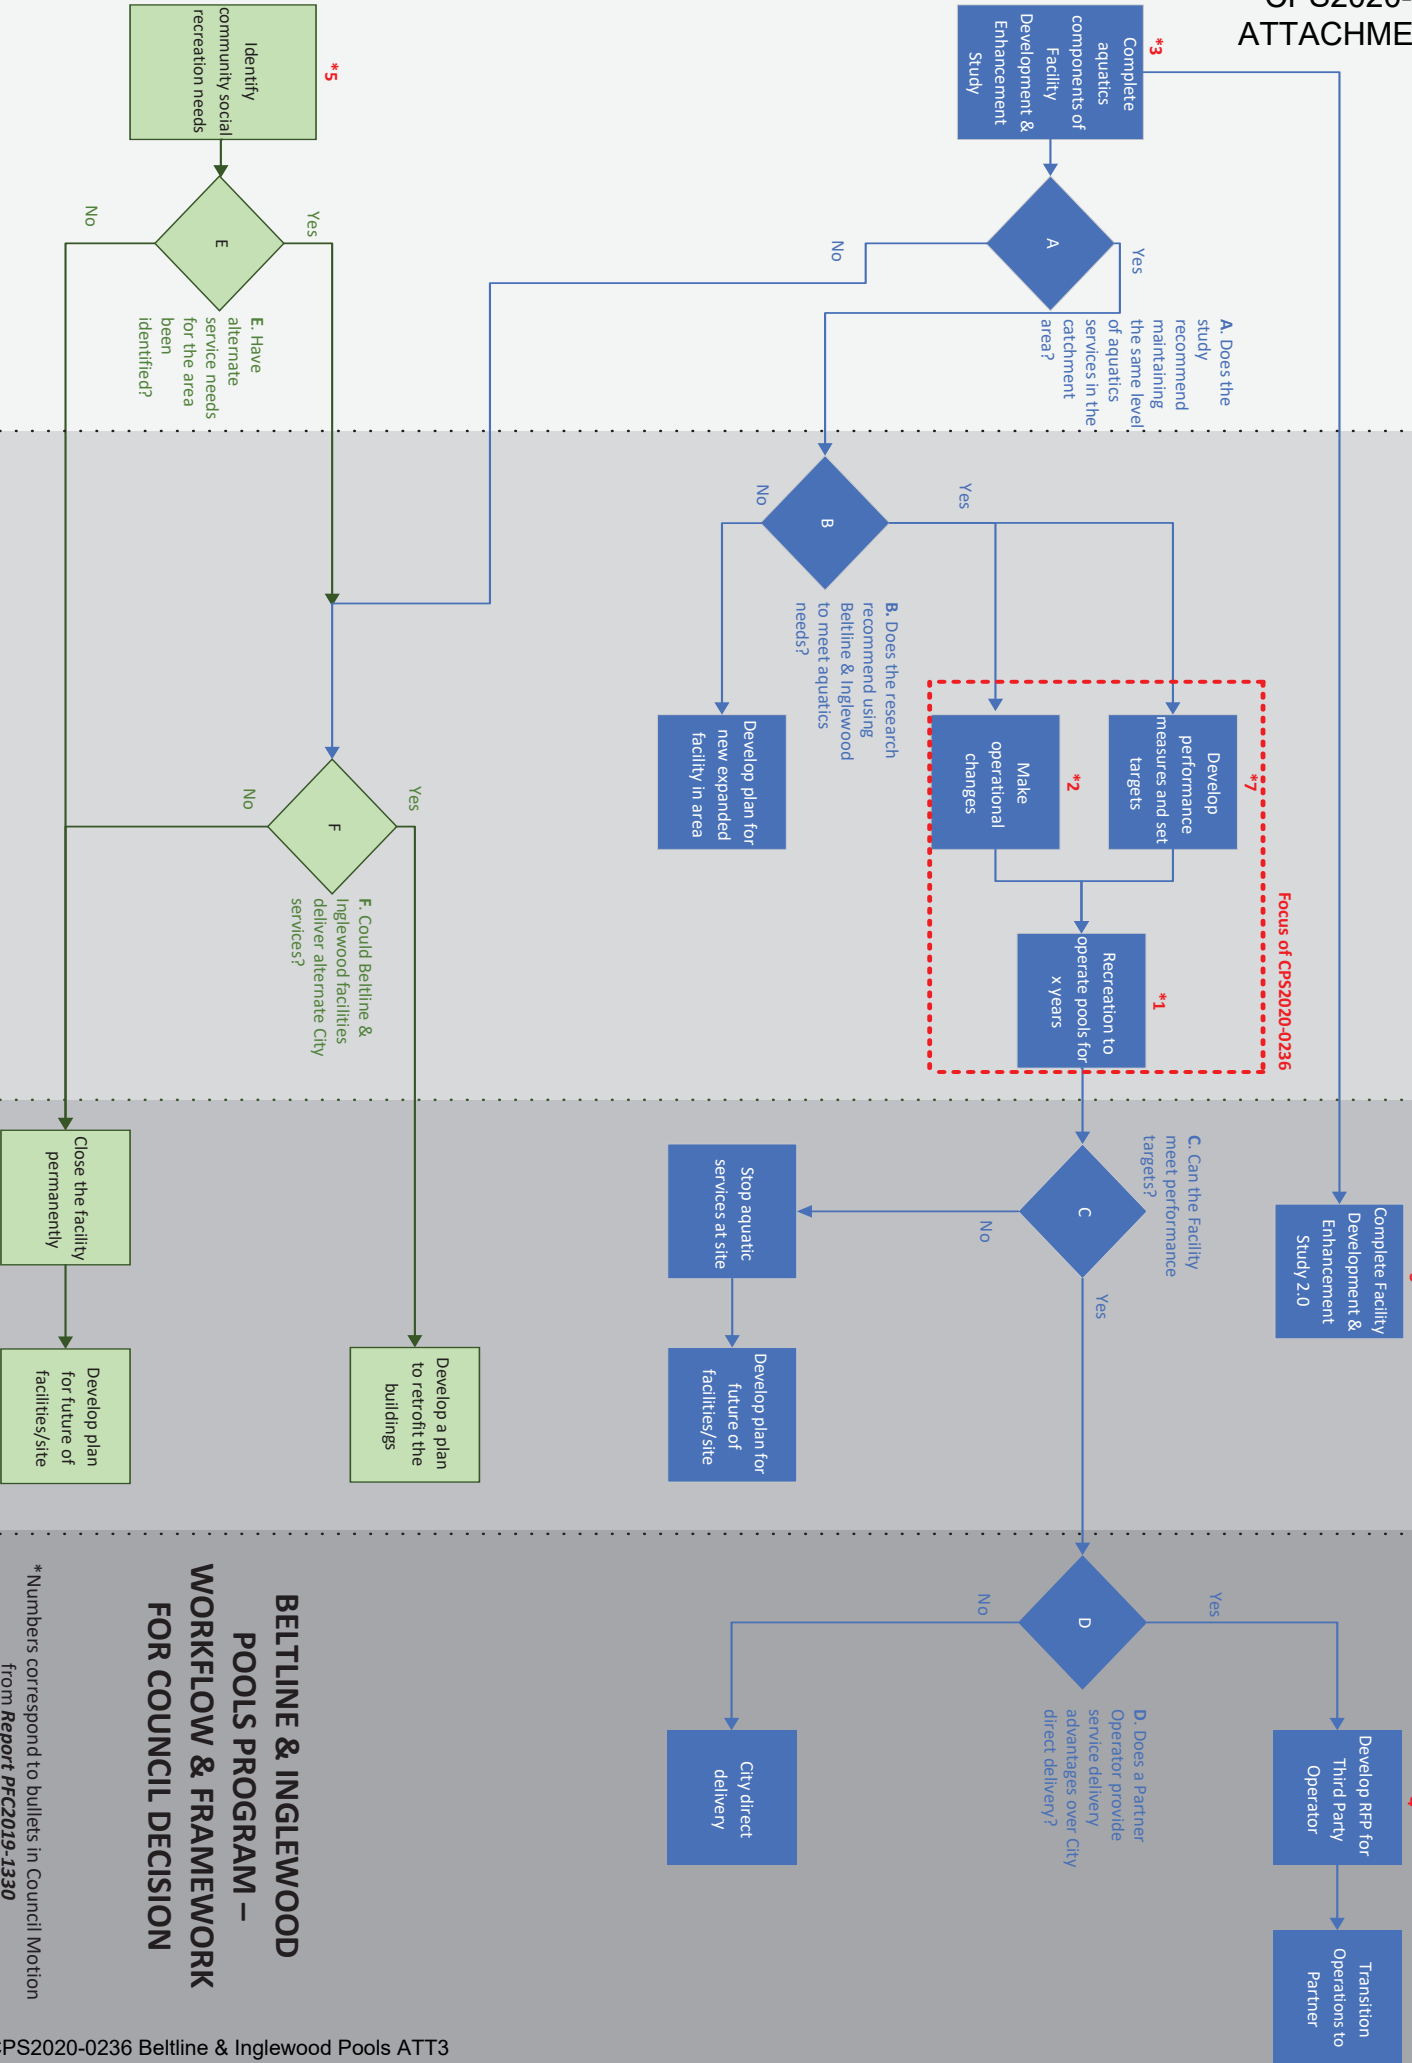 ATTACHME
*3
Complete
aquatics
components of
Facility
Development &
Enhancement
Study
A
Yes
No
A. Does the
study
recommend
maintaining
the same level
of aquatics
services in the
catchment
area?
*5
Identify
community social
recreation needs
E
Yes
No
E. Have
alternate
service needs
for the area
been
identified?
B
Yes
No
B. Does the research
recommend using
Beltline & Inglewood
to meet aquatics
needs?
Focus of CPS2020-0236
*7
Develop
performance
measures and set
targets
*2
Make
operational
changes
*1
Recreation to
operate pools for
x years
Develop plan for
new expanded
facility in area
F
Yes
No
F. Could Beltline &
Inglewood facilities
deliver alternate City
services?
Complete Facility
Development &
Enhancement
Study 2.0
C. Can the Facility
meet performance
targets?
C
No
Yes
Stop aquatic
services at site
Develop plan for
future of
facilities/site
Develop a plan
to retrofit the
buildings
Close the facility
permanently
Develop plan
for future of
facilities/site
D
Yes
No
D. Does a Partner
Operator provide
service delivery
advantages over City
direct delivery?
Develop RFP for
Third Party
Operator
Transition
Operations to
Partner
City direct
delivery
BELTLINE & INGLEWOOD
POOLS PROGRAM –
WORKFLOW & FRAMEWORK
FOR COUNCIL DECISION
*Numbers correspond to bullets in Council Motion
from Report PFC2019-1330
CPS2020-0236 Beltline & Inglewood Pools ATT3